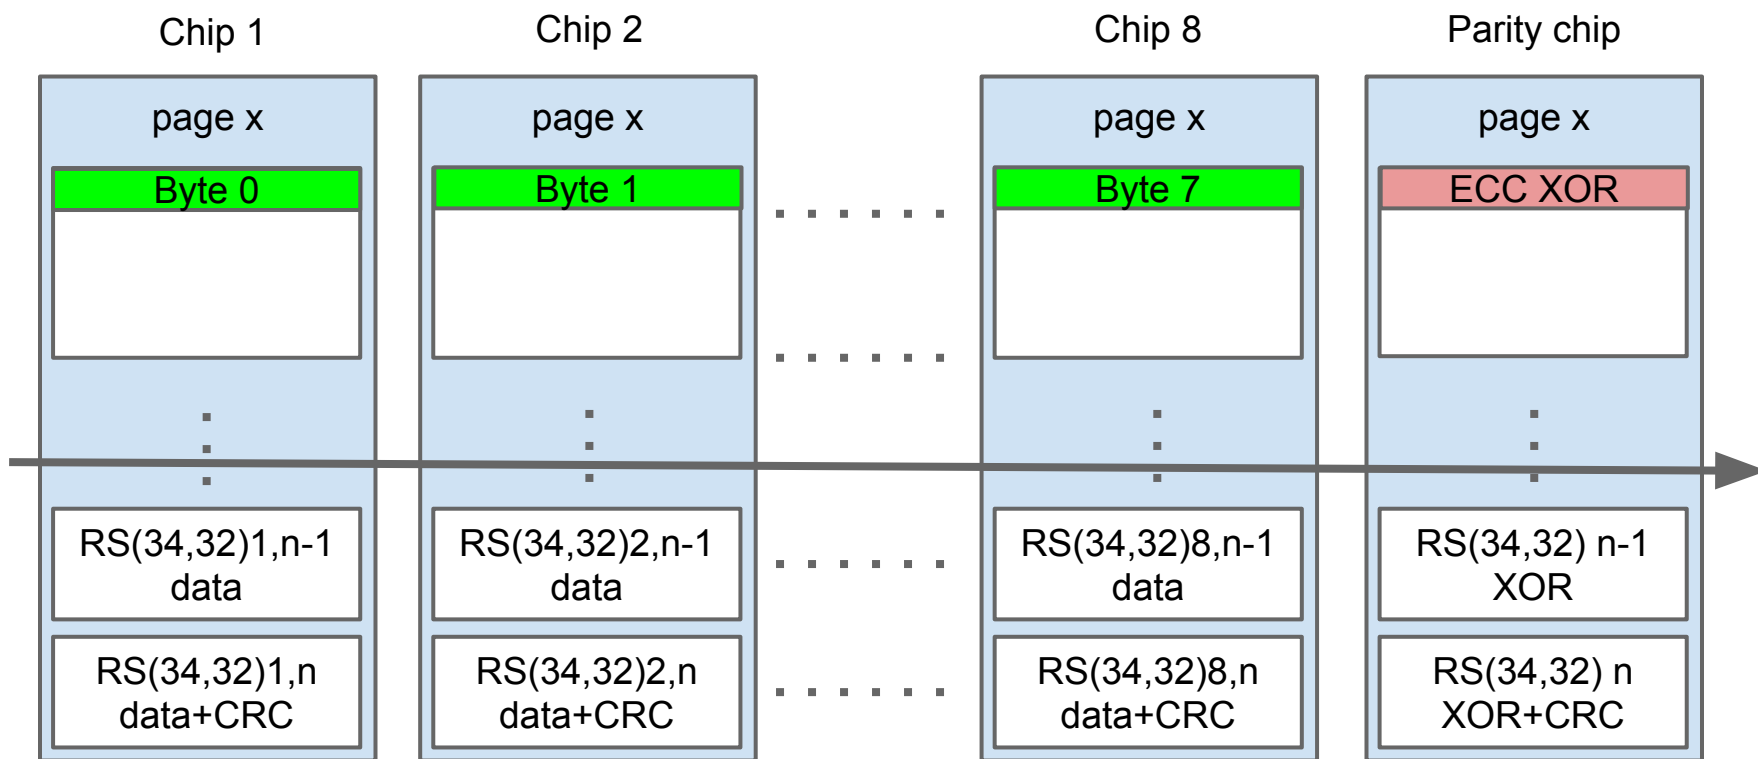 Chip 1
Chip 2
Chip 8
Parity chip
page x
page x
page x
page x
Byte 0
Byte 1
Byte 7
ECC XOR
RS(34,32)1,n-1
data
RS(34,32)2,n-1
data
RS(34,32)8,n-1
data
RS(34,32) n-1
XOR
RS(34,32)1,n
data+CRC
RS(34,32)2,n
data+CRC
RS(34,32)8,n
data+CRC
RS(34,32) n
XOR+CRC